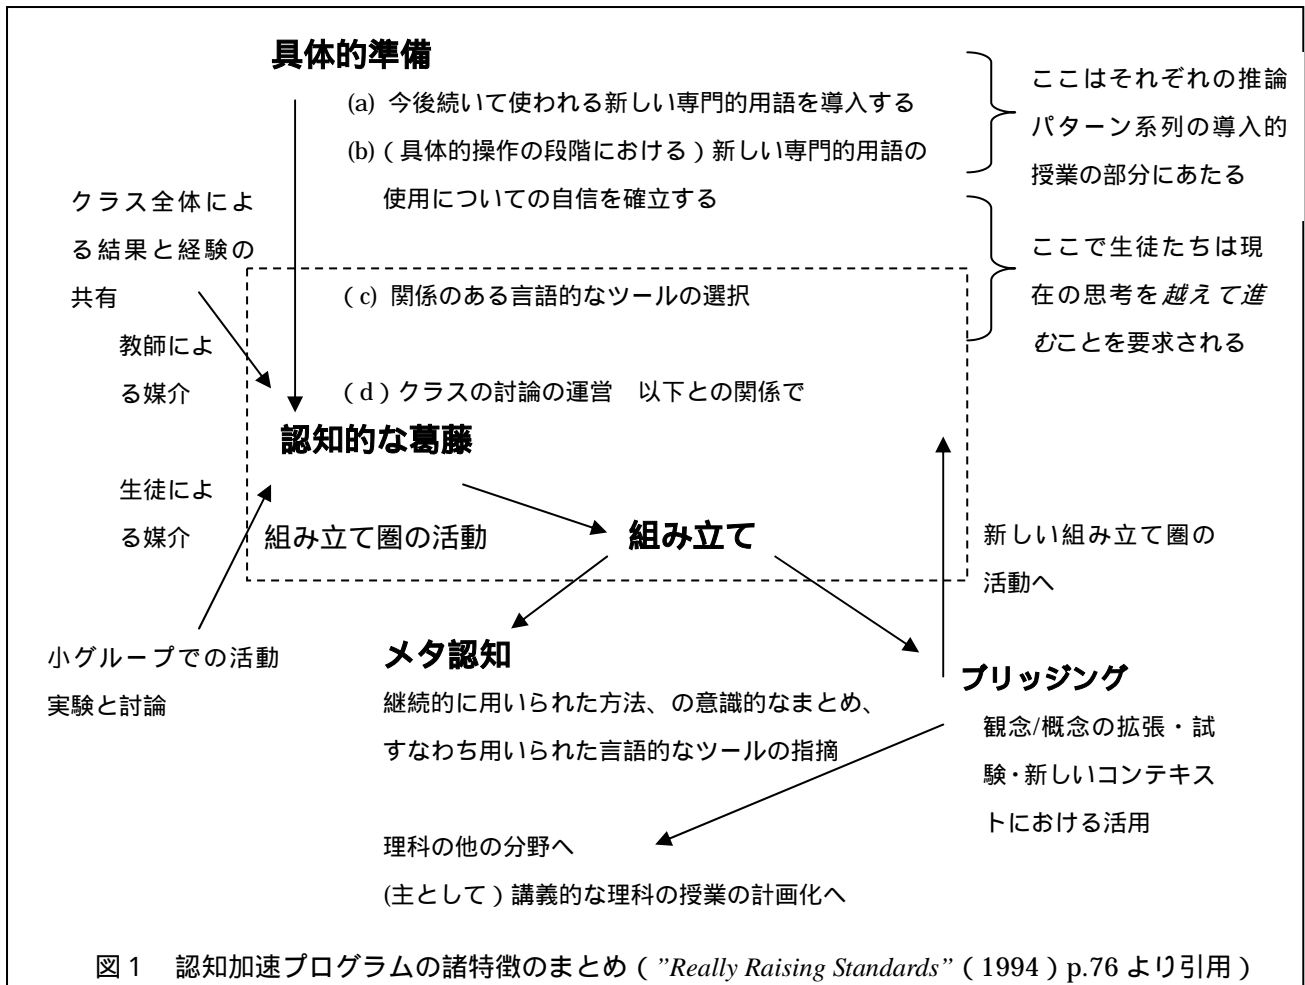 具体的準備
(a) 今後続いて使われる新しい専門的用語を導入する
(b)(具体的操作の段階における)新しい専門的用語の
使用についての自信を確立する
ここはそれぞれの推論
パターン系列の導入的
授業の部分にあたる
クラス全体によ
る結果と経験の
共有
ここで生徒たちは現
在の思考を越えて進
むことを要求される
(c) 関係のある言語的なツールの選択
教師によ
る媒介
(d)クラスの討論の運営 以下との関係で
認知的な葛藤
生徒によ
る媒介
組み立て圏の活動
組み立て
新しい組み立て圏の
活動へ
小グループでの活動
実験と討論
メタ認知
継続的に用いられた方法、の意識的なまとめ、
すなわち用いられた言語的なツールの指摘
ブリッジング
観念/概念の拡張・試
験・新しいコンテキス
トにおける活用
理科の他の分野へ
(主として)講義的な理科の授業の計画化へ
図1 認知加速プログラムの諸特徴のまとめ("Really Raising Standards"(1994)p.76 より引用)